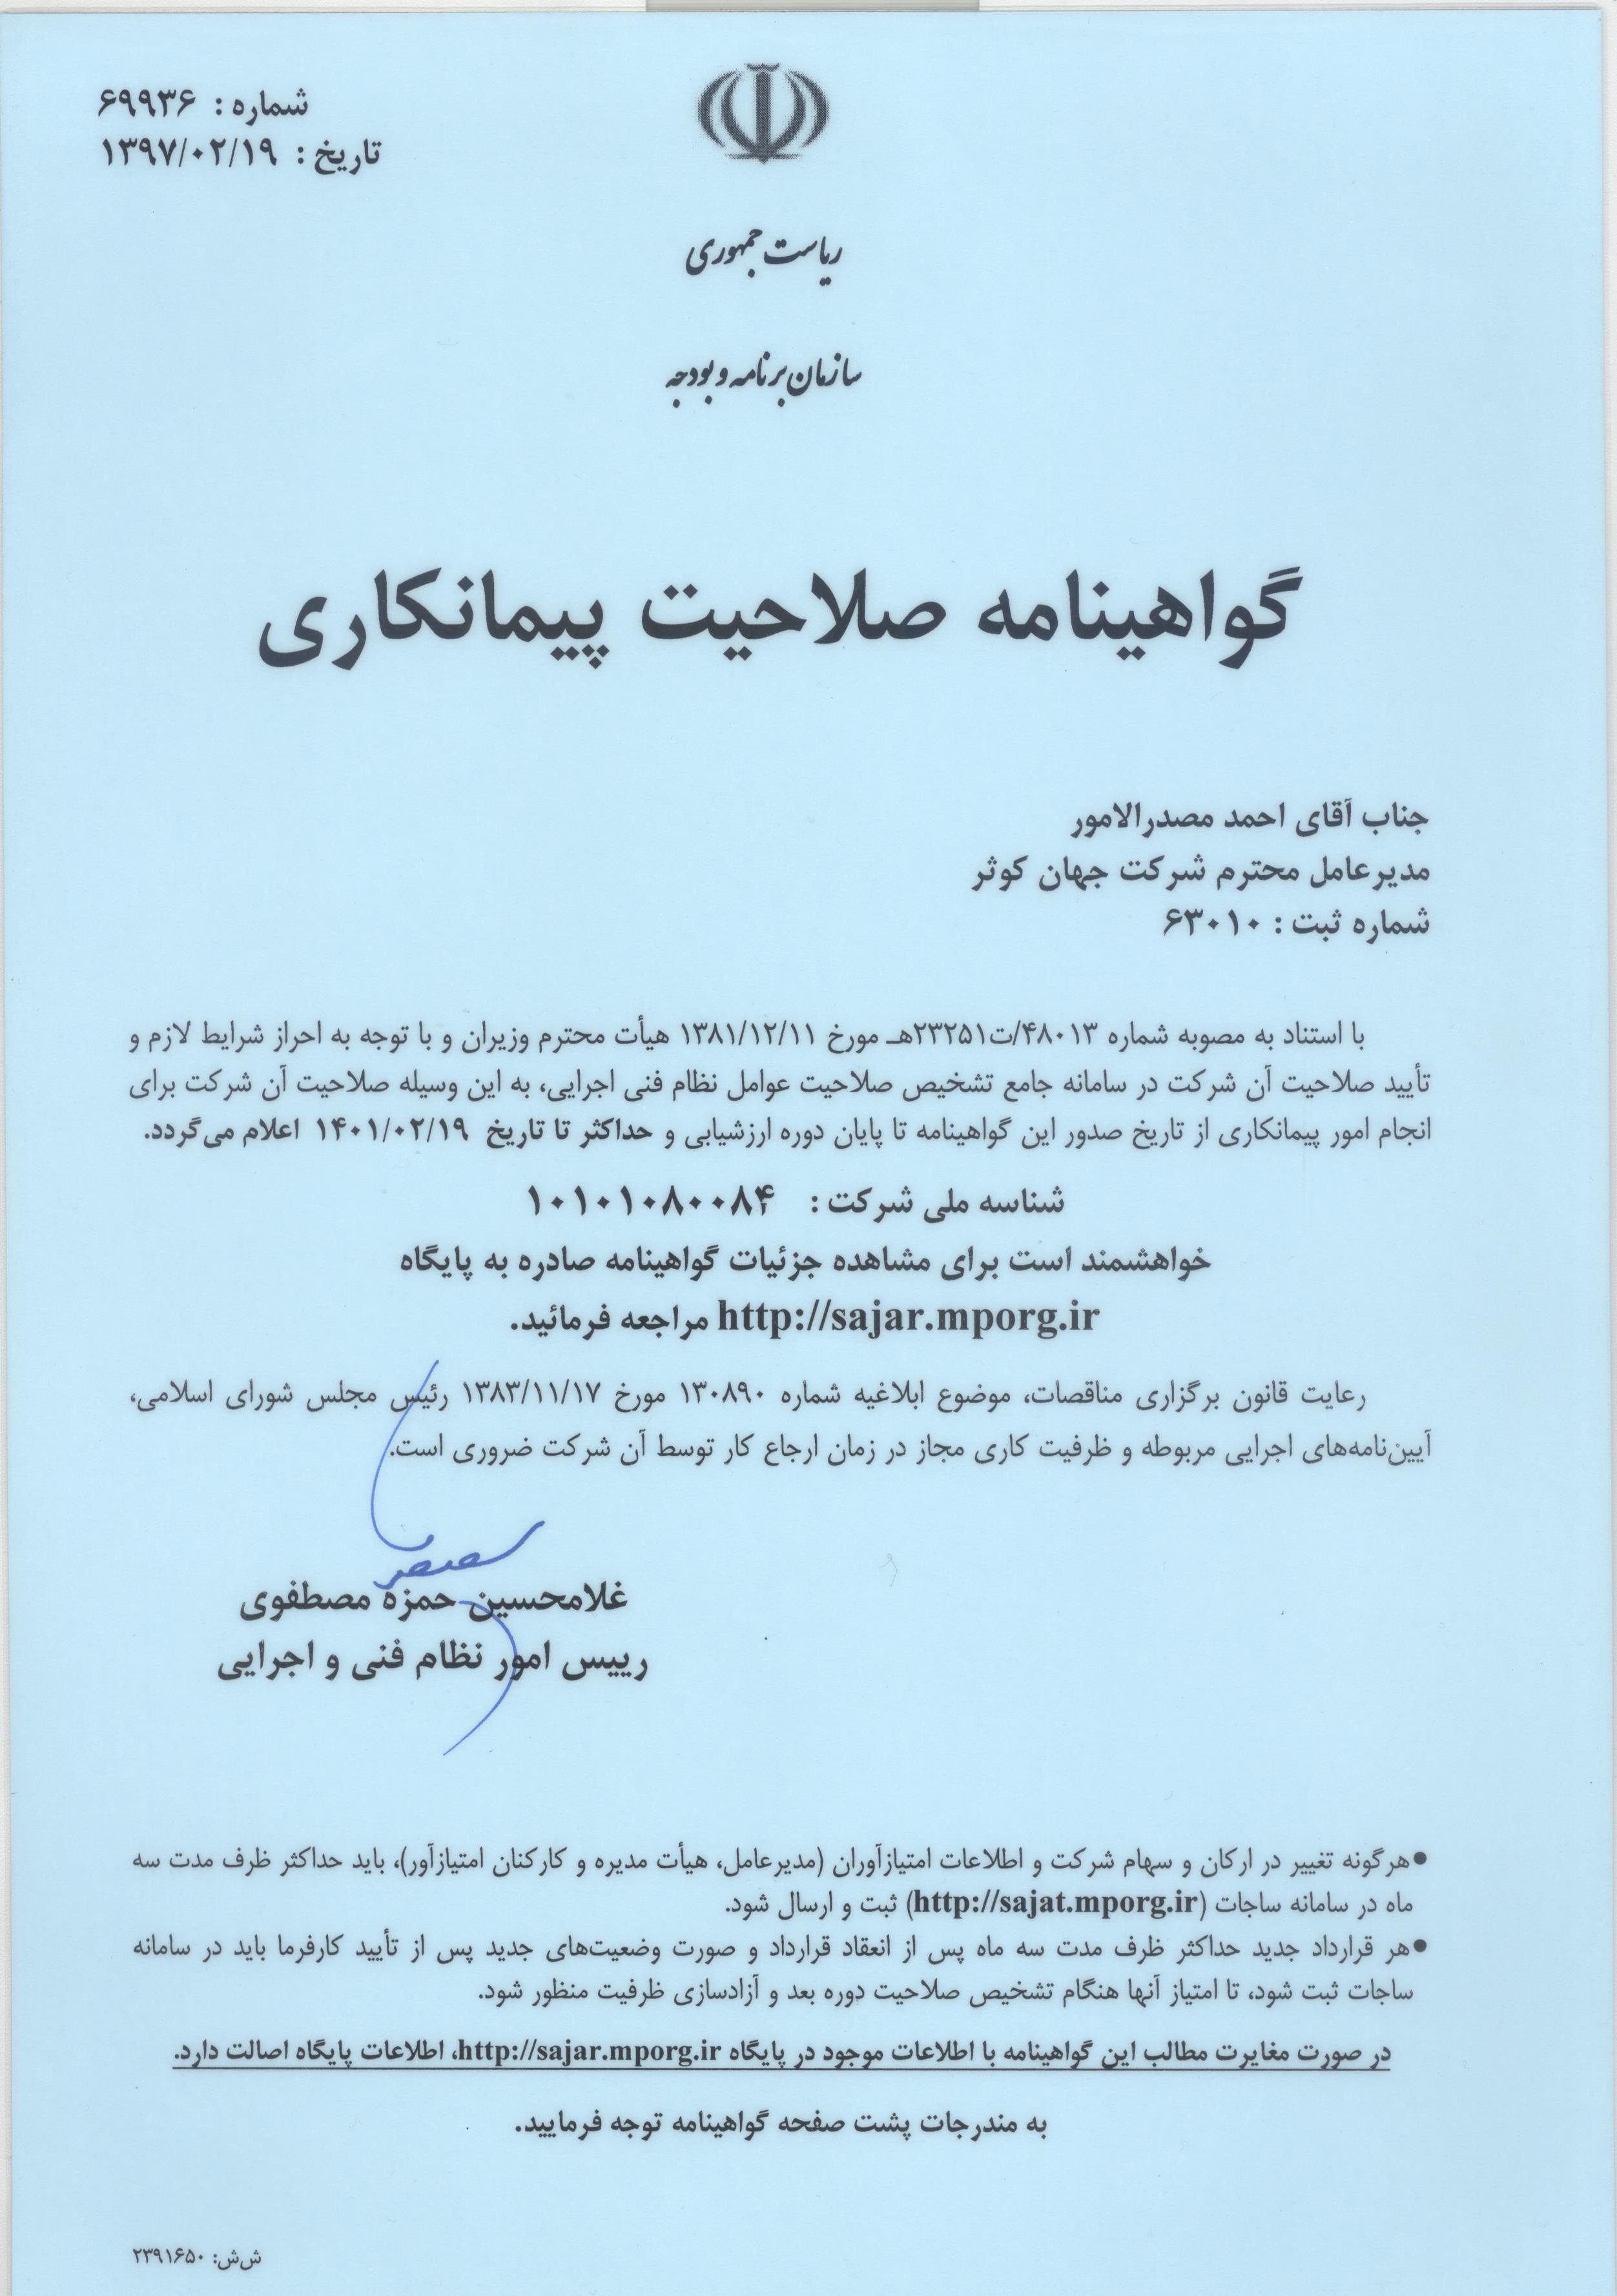 شماره : ۶۹۹۳۶
تاریخ : ۱۳۹۷/۰۲/۱۹
ریاست جمهوری
سازمان برنامه و بودجه
گواهینامه صلاحیت پیمانکاری
جناب آقای احمد مصدرالامور
مدیرعامل محترم شرکت جهان کوثر
شماره ثبت : ۶۳۰۱۰
با استناد به مصوبه شماره ۴۸۰۱۳/ت۲۳۲۵۱هـ مورخ ۱۳۸۱/۱۲/۱۱ هیأت محترم وزیران و با توجه به احراز شرایط لازم و
تأیید صلاحیت آن شرکت در سامانه جامع تشخیص صلاحیت عوامل نظام فنی اجرایی، به این وسیله صلاحیت آن شرکت برای
انجام امور پیمانکاری از تاریخ صدور این گواهینامه تا پایان دوره ارزشیابی و حداکثر تا تاریخ ۱۴۰۱/۰۲/۱۹ اعلام می‌گردد.
شناسه ملی شرکت : ۱۰۱۰۱۰۸۰۰۸۴
خواهشمند است برای مشاهده جزئیات گواهینامه صادره به پایگاه
http://sajar.mporg.ir مراجعه فرمائید.
رعایت قانون برگزاری مناقصات، موضوع ابلاغیه شماره ۱۳۰۸۹۰ مورخ ۱۳۸۳/۱۱/۱۷ رئیس مجلس شورای اسلامی،
آیین‌نامه‌های اجرایی مربوطه و ظرفیت کاری مجاز در زمان ارجاع کار توسط آن شرکت ضروری است.
غلامحسین حمزه مصطفوی
رییس امور نظام فنی و اجرایی
●هرگونه تغییر در ارکان و سهام شرکت و اطلاعات امتیازآوران (مدیرعامل، هیأت مدیره و کارکنان امتیازآور)، باید حداکثر ظرف مدت سه
ماه در سامانه ساجات (http://sajat.mporg.ir) ثبت و ارسال شود.
●هر قرارداد جدید حداکثر ظرف مدت سه ماه پس از انعقاد قرارداد و صورت وضعیت‌های جدید پس از تأیید کارفرما باید در سامانه
ساجات ثبت شود، تا امتیاز آنها هنگام تشخیص صلاحیت دوره بعد و آزادسازی ظرفیت منظور شود.
در صورت مغایرت مطالب این گواهینامه با اطلاعات موجود در پایگاه http://sajar.mporg.ir، اطلاعات پایگاه اصالت دارد.
به مندرجات پشت صفحه گواهینامه توجه فرمایید.
ش‌ش: ۲۳۹۱۶۵۰